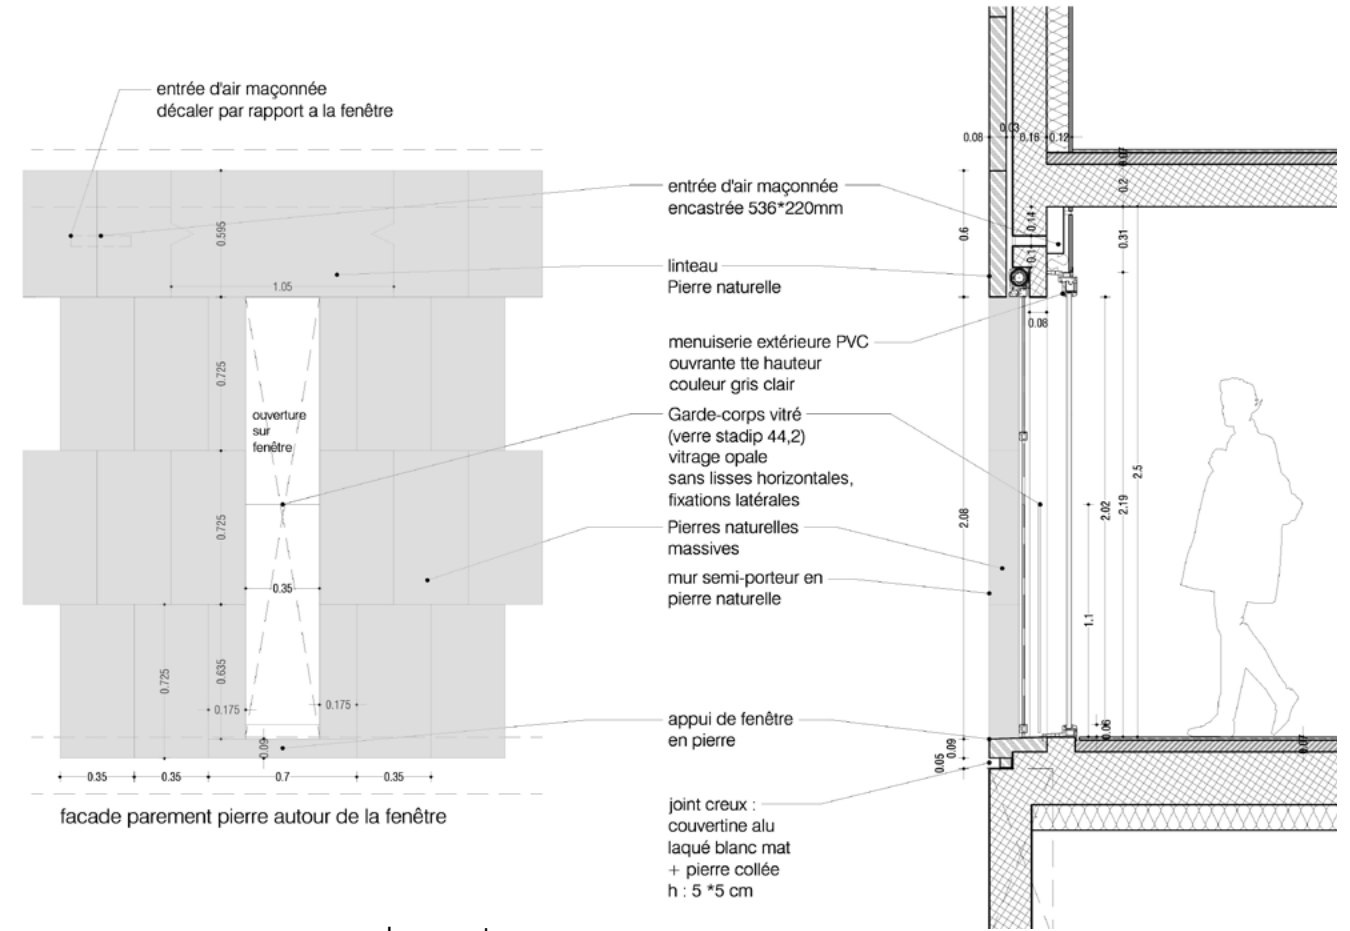 entrée d'air maçonnée
décaler par rapport a la fenêtre
0.595
1.05
0.725
ouverture
sur
fenêtre
0.725
0.35
0.725
0.635
0.175
0.175
0.09
0.35
0.35
0.7
0.35
facade parement pierre autour de la fenêtre
entrée d'air maçonnée
encastrée 536*220mm
linteau
Pierre naturelle
menuiserie extérieure PVC
ouvrante tte hauteur
couleur gris clair
Garde-corps vitré
(verre stadip 44,2)
vitrage opale
sans lisses horizontales,
fixations latérales
Pierres naturelles
massives
mur semi-porteur en
pierre naturelle
appui de fenêtre
en pierre
joint creux :
couvertine alu
laqué blanc mat
+ pierre collée
h : 5 *5 cm
0.08
0.03
0.16
0.12
0.07
0.2
0.6
0.14
0.31
0.1
0.08
2.08
2.02
2.19
2.5
1.1
0.06
0.07
0.09
0.05